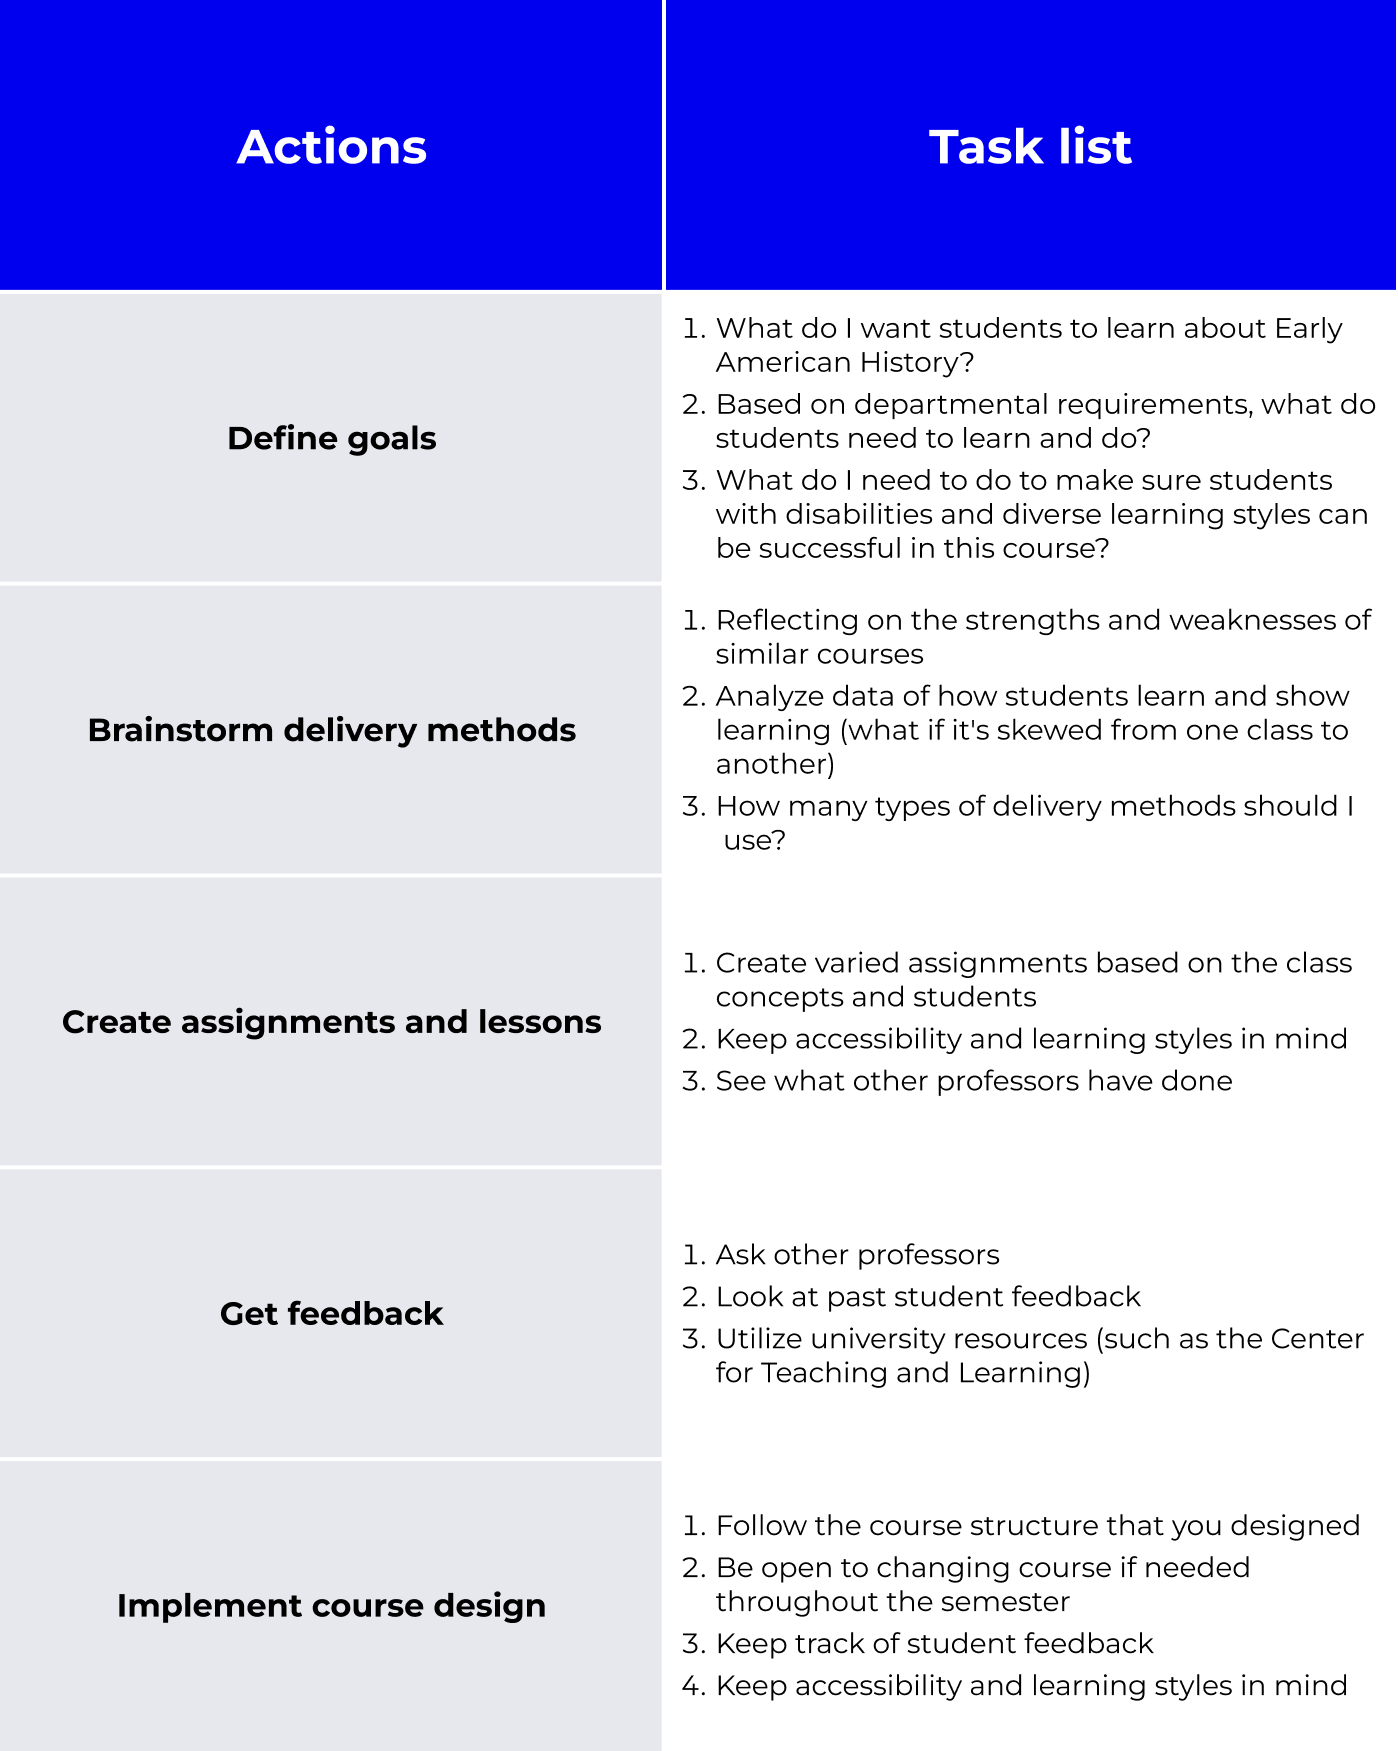 Actions
Task list
Define goals
1. What do I want students to learn about Early
American History?
2. Based on departmental requirements, what do
students need to learn and do?
3. What do I need to do to make sure students
with disabilities and diverse learning styles can
be successful in this course?
Brainstorm delivery methods
1. Reflecting on the strengths and weaknesses of
similar courses
2. Analyze data of how students learn and show
learning (what if it's skewed from one class to
another)
3. How many types of delivery methods should I
use?
Create assignments and lessons
1. Create varied assignments based on the class
concepts and students
2. Keep accessibility and learning styles in mind
3. See what other professors have done
Get feedback
1. Ask other professors
2. Look at past student feedback
3. Utilize university resources (such as the Center
for Teaching and Learning)
Implement course design
1. Follow the course structure that you designed
2. Be open to changing course if needed
throughout the semester
3. Keep track of student feedback
4. Keep accessibility and learning styles in mind